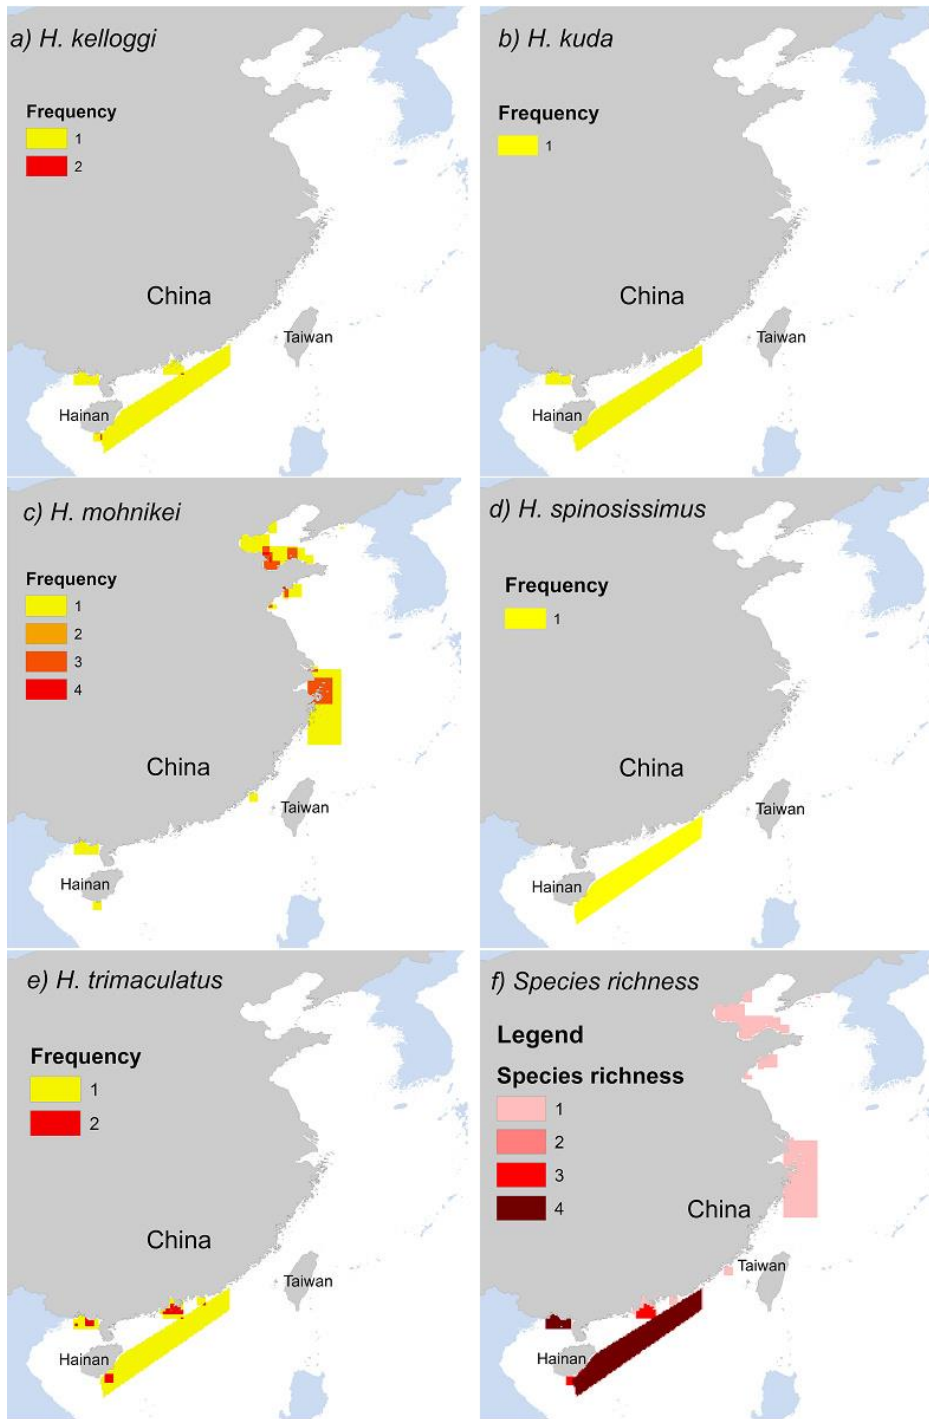 a) H. kelloggi
Frequency
1
2
China
Taiwan
Hainan
b) H. kuda
Frequency
1
China
Taiwan
Hainan
c) H. mohnikei
Frequency
1
2
3
4
China
Taiwan
Hainan
d) H. spinosissimus
Frequency
1
China
Taiwan
Hainan
e) H. trimaculatus
Frequency
1
2
China
Taiwan
Hainan
f) Species richness
Legend
Species richness
1
2
3
4
China
Taiwan
Hainan